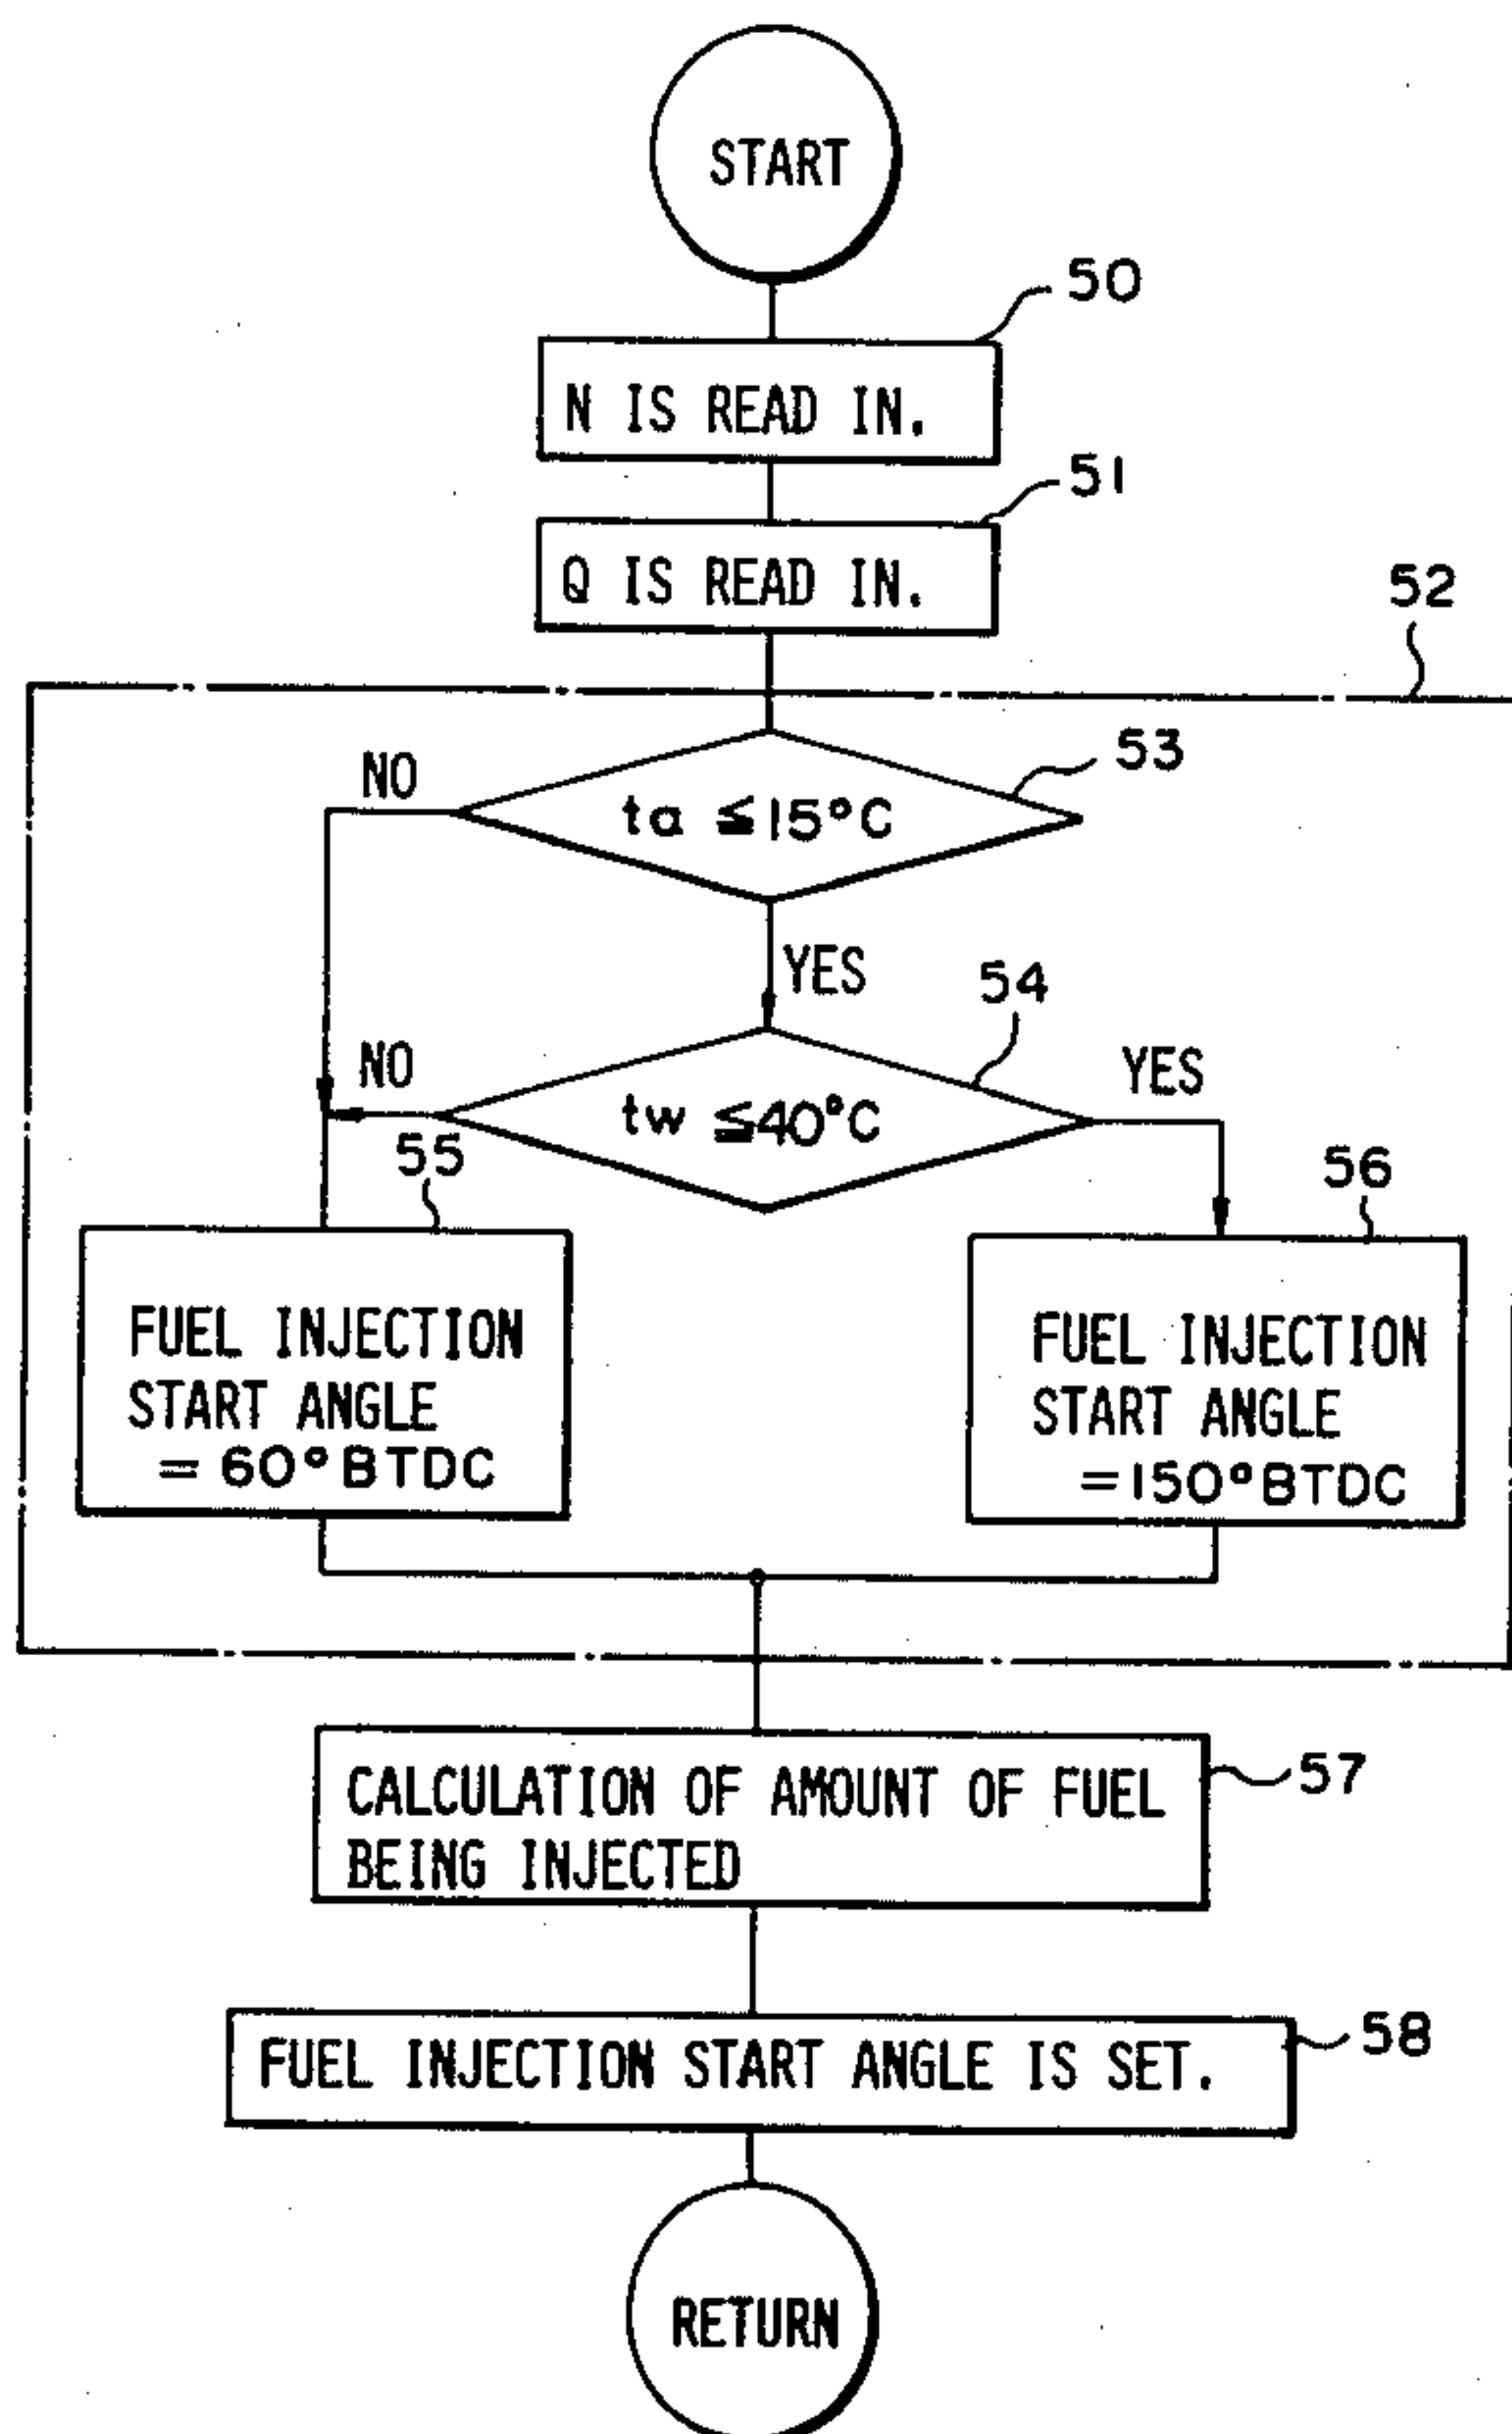 START
50
N IS READ IN.
51
Q IS READ IN.
52
53
NO
ta ≦15°C
YES
54
NO
YES
tw ≦40°C
55
56
FUEL INJECTION
START ANGLE
= 60°BTDC
FUEL INJECTION
START ANGLE
=150°BTDC
57
CALCULATION OF AMOUNT OF FUEL
BEING INJECTED
58
FUEL INJECTION START ANGLE IS SET.
RETURN